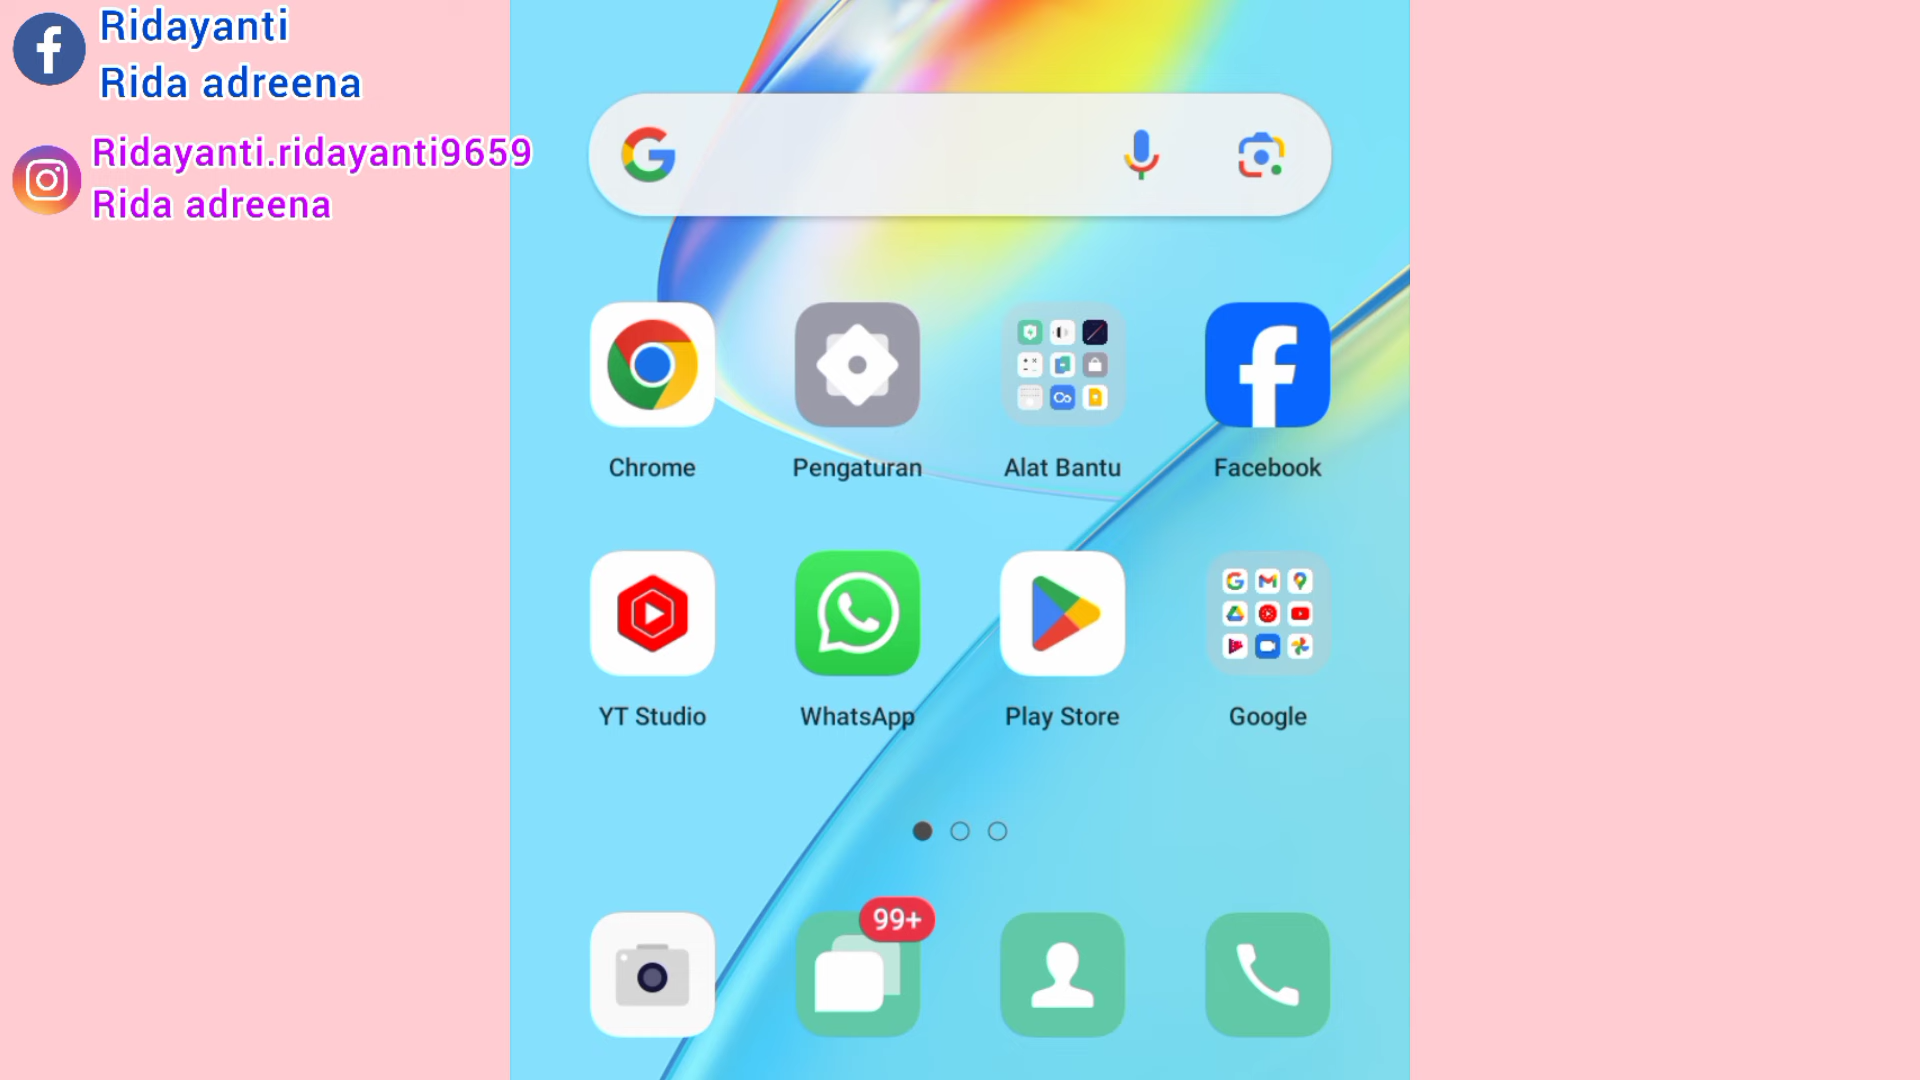 Ridayanti
Rida adreena
Ridayanti.ridayanti9659
Rida adreena
Chrome
Pengaturan
Alat Bantu
Facebook
YT Studio
WhatsApp
Play Store
Google
99+